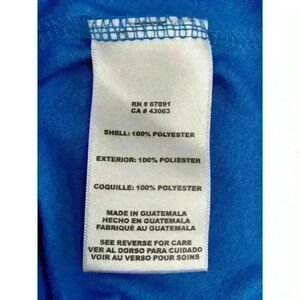 RN # 67091
CA # 43063
SHELL: 100% POLYESTER
EXTERIOR: 100% POLIESTER
COQUILLE: 100% POLYESTER
MADE IN GUATEMALA
HECHO EN GUATEMALA
FABRIQUÉ AU GUATEMALA
SEE REVERSE FOR CARE
VER AL DORSO PARA CUIDADO
VOIR AU VERSO POUR SOINS